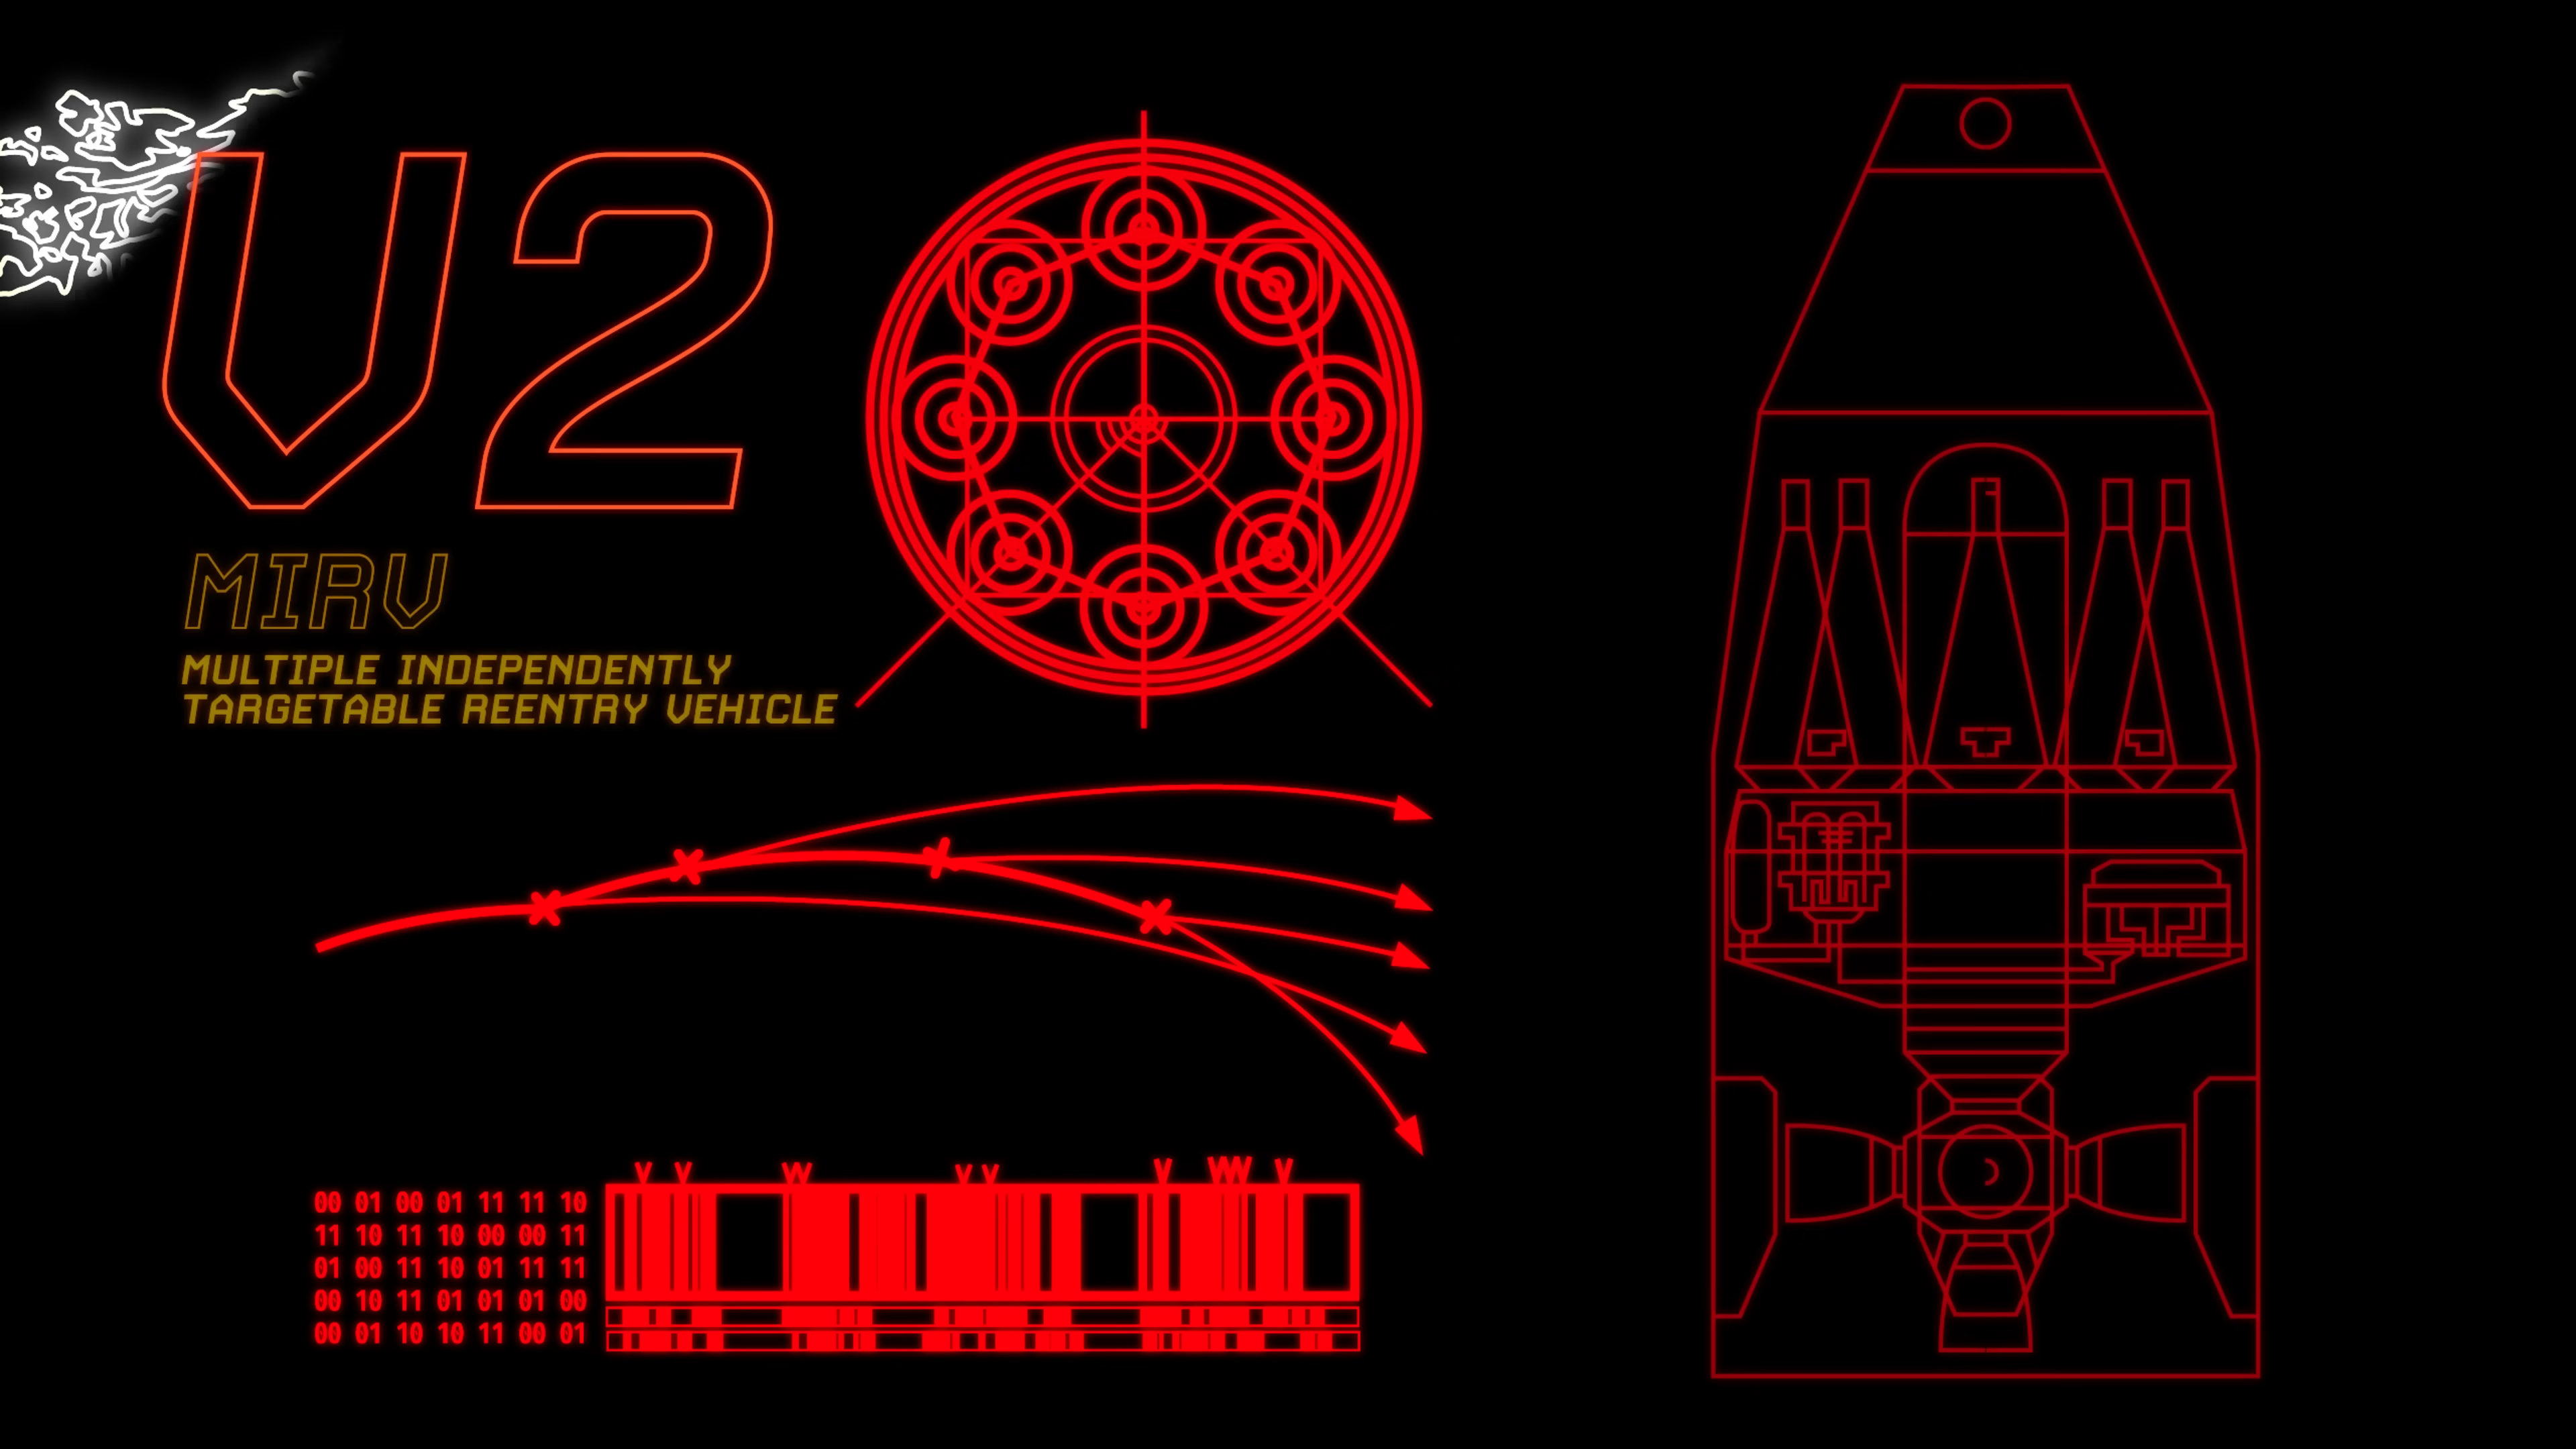 V2
MIRV
MULTIPLE INDEPENDENTLY
TARGETABLE REENTRY VEHICLE
00 01 00 01 11 11 10
11 10 11 10 00 00 11
01 00 11 10 01 11 11
00 10 11 01 01 01 00
00 01 10 10 11 00 01